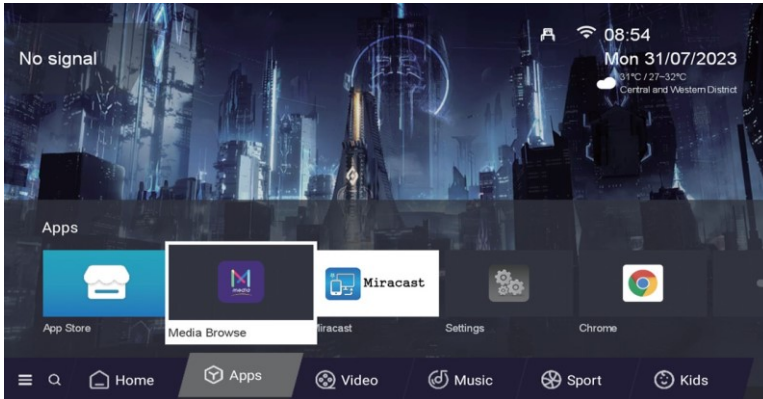 08:54
No signal
Mon 31/07/2023
31°C / 27~32°C
Central and Western District
Apps
media
Miracast
App Store
Media Browse
Miracast
Settings
Chrome
Home
Apps
Video
Music
Sport
Kids